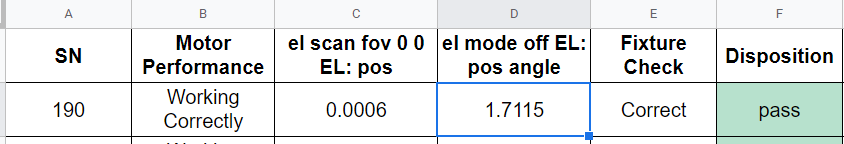 A B C D E F
SN Motor Performance el scan fov 0 0 EL: pos el mode off EL: pos angle Fixture Check Disposition
190 Working Correctly 0.0006 1.7115 Correct pass